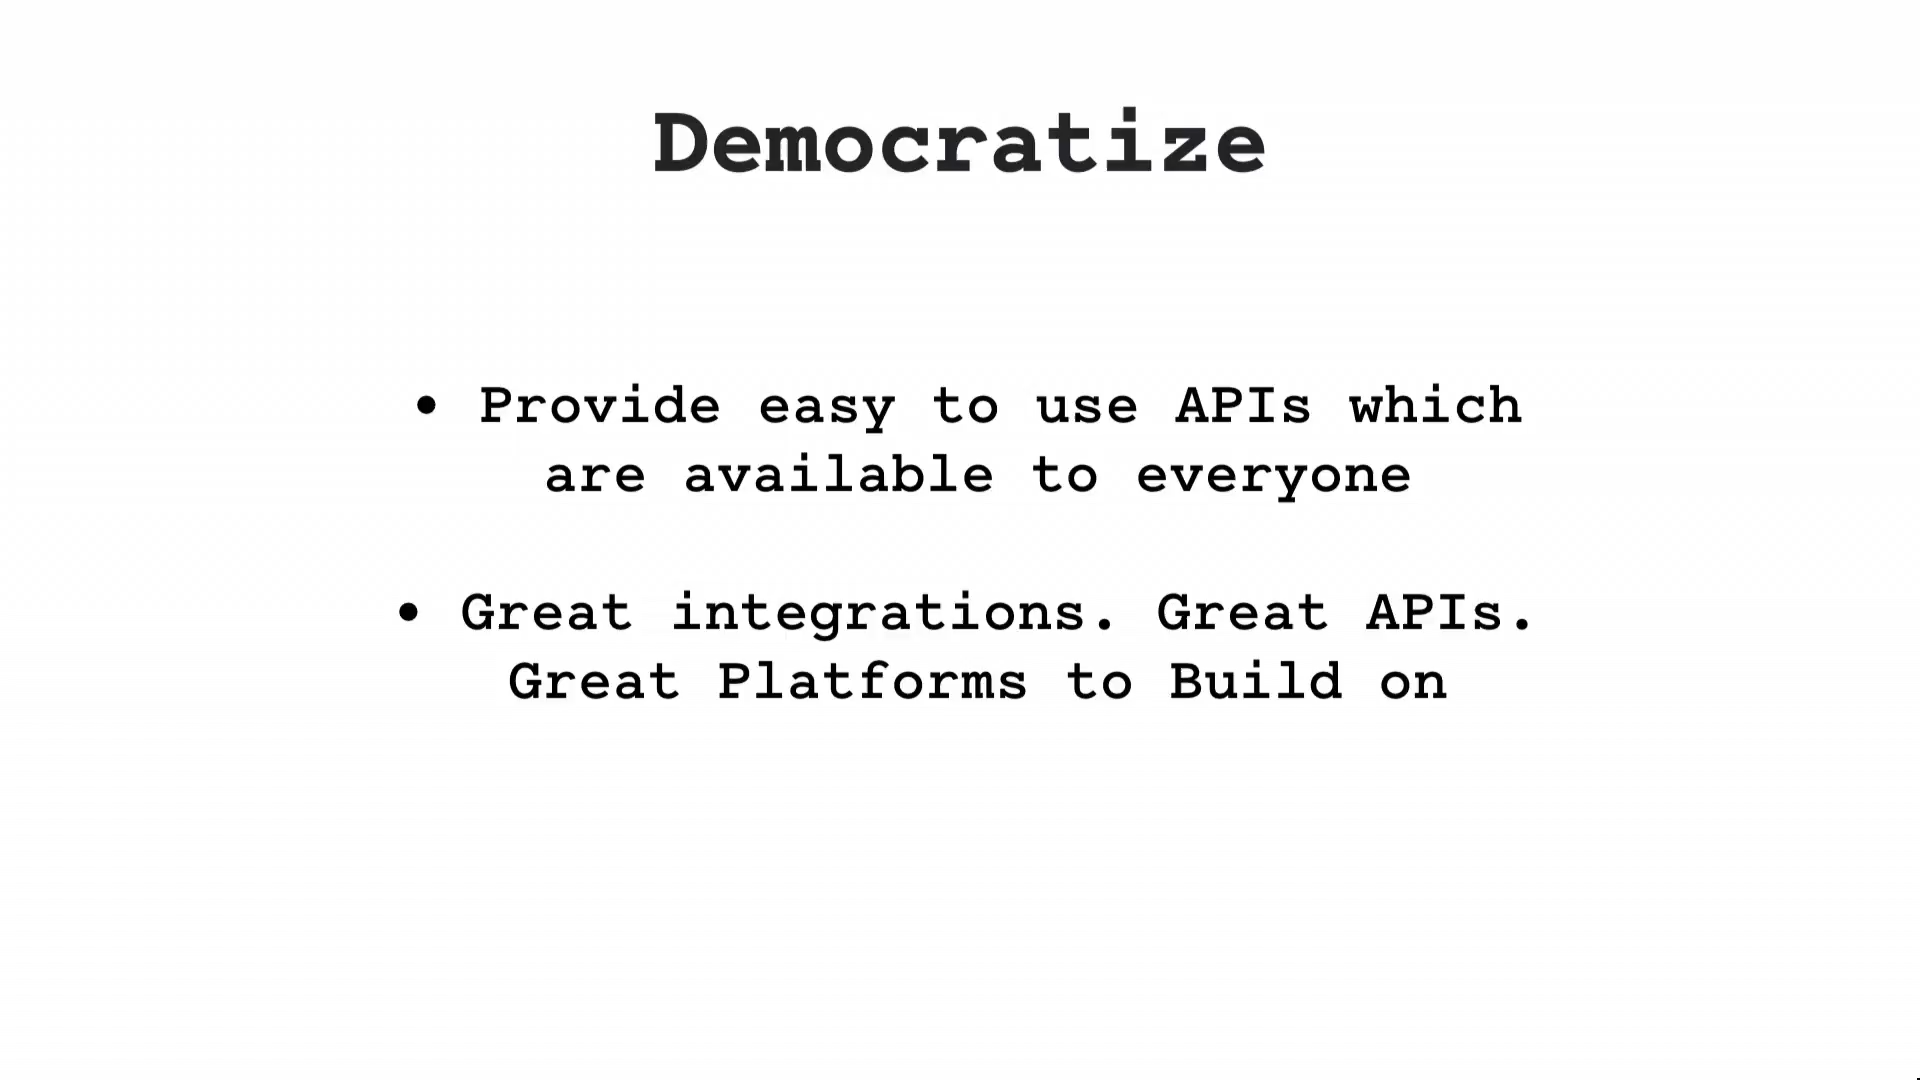 Democratize
• Provide easy to use APIs which
are available to everyone
• Great integrations. Great APIs.
Great Platforms to Build on